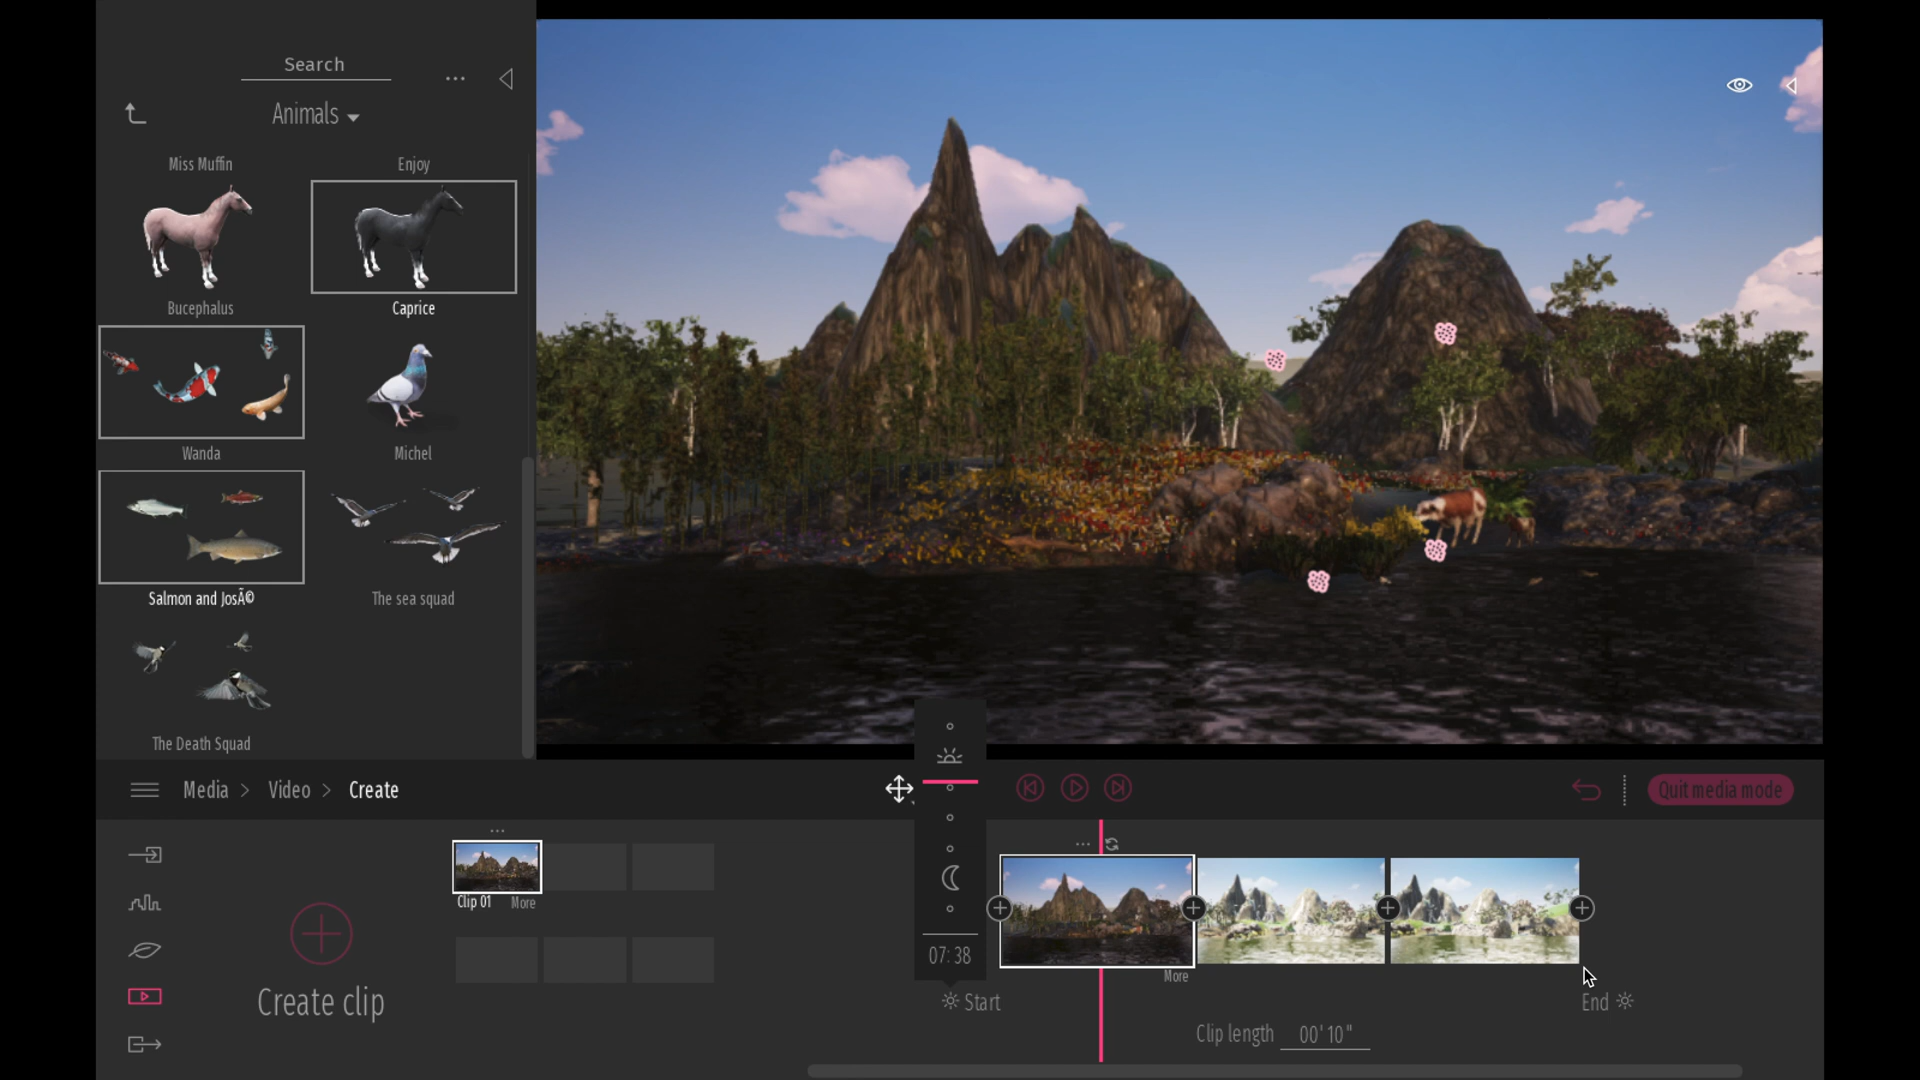 Search
Animals
Miss Muffin
Enjoy
Bucephalus
Caprice
Wanda
Michel
Salmon and JosÃ©
The sea squad
The Death Squad
Media > Video > Create
Quit media mode
Clip 01 More
Create clip
07: 38
More
Start
End
Clip length 00' 10"